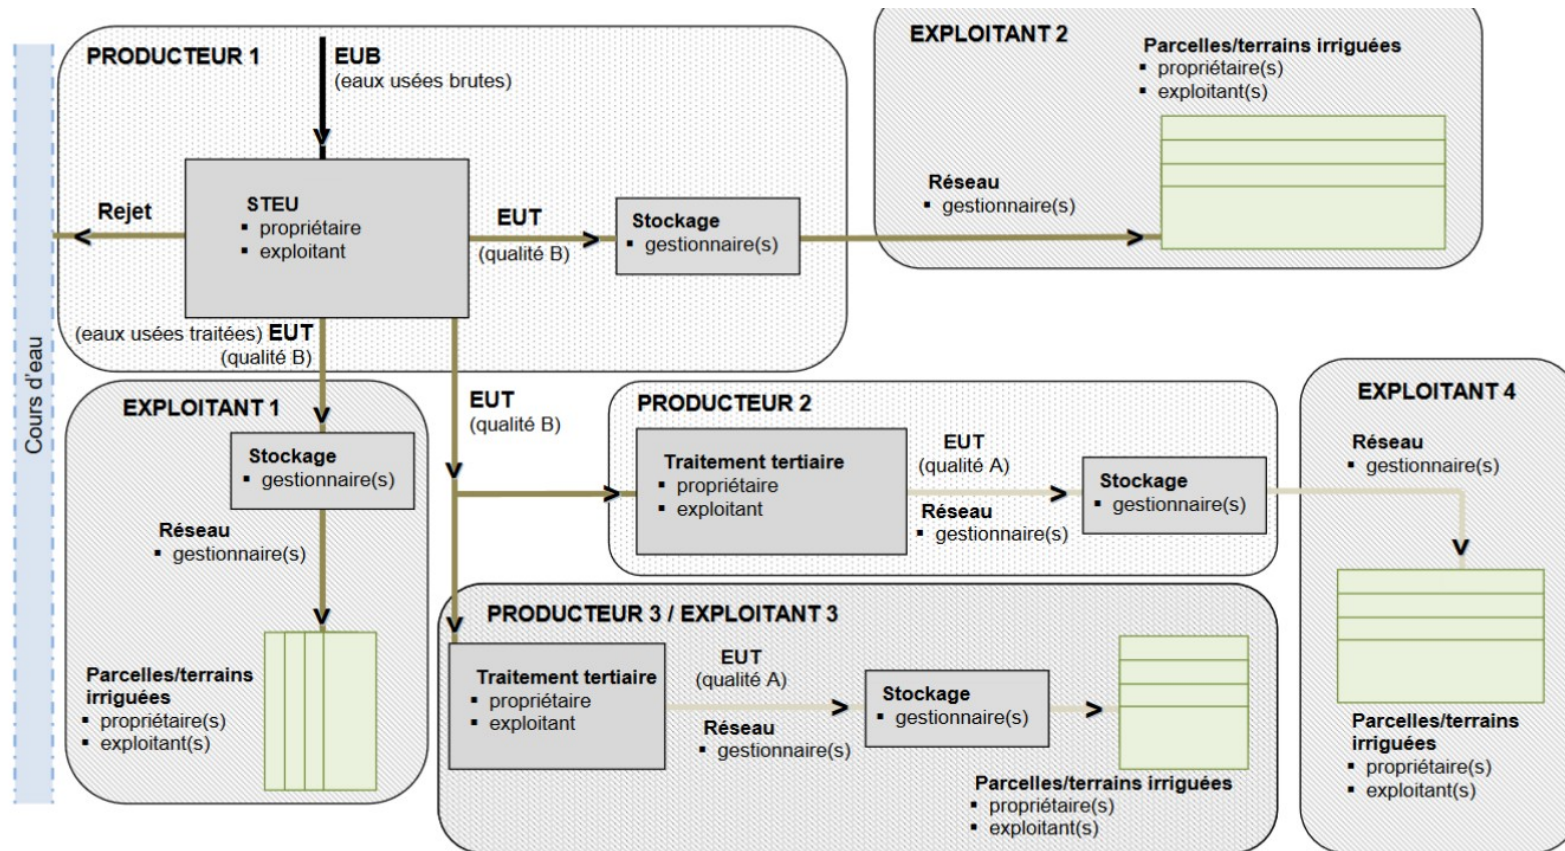 PRODUCTEUR 1
EUB
(eaux usées brutes)
STEU
▪ propriétaire
▪ exploitant
Rejet
EUT
(qualité B)
Stockage
▪ gestionnaire(s)
(eaux usées traitées) EUT
(qualité B)
Cours d'eau
EXPLOITANT 2
Parcelles/terrains irriguées
▪ propriétaire(s)
▪ exploitant(s)
Réseau
▪ gestionnaire(s)
EXPLOITANT 1
Stockage
▪ gestionnaire(s)
Réseau
▪ gestionnaire(s)
Parcelles/terrains
irriguées
▪ propriétaire(s)
▪ exploitant(s)
EUT
(qualité B)
PRODUCTEUR 2
Traitement tertiaire
▪ propriétaire
▪ exploitant
EUT
(qualité A)
Réseau
▪ gestionnaire(s)
Stockage
▪ gestionnaire(s)
EXPLOITANT 4
Réseau
▪ gestionnaire(s)
Parcelles/terrains
irriguées
▪ propriétaire(s)
▪ exploitant(s)
PRODUCTEUR 3 / EXPLOITANT 3
Traitement tertiaire
▪ propriétaire
▪ exploitant
EUT
(qualité A)
Réseau
▪ gestionnaire(s)
Stockage
▪ gestionnaire(s)
Parcelles/terrains irriguées
▪ propriétaire(s)
▪ exploitant(s)